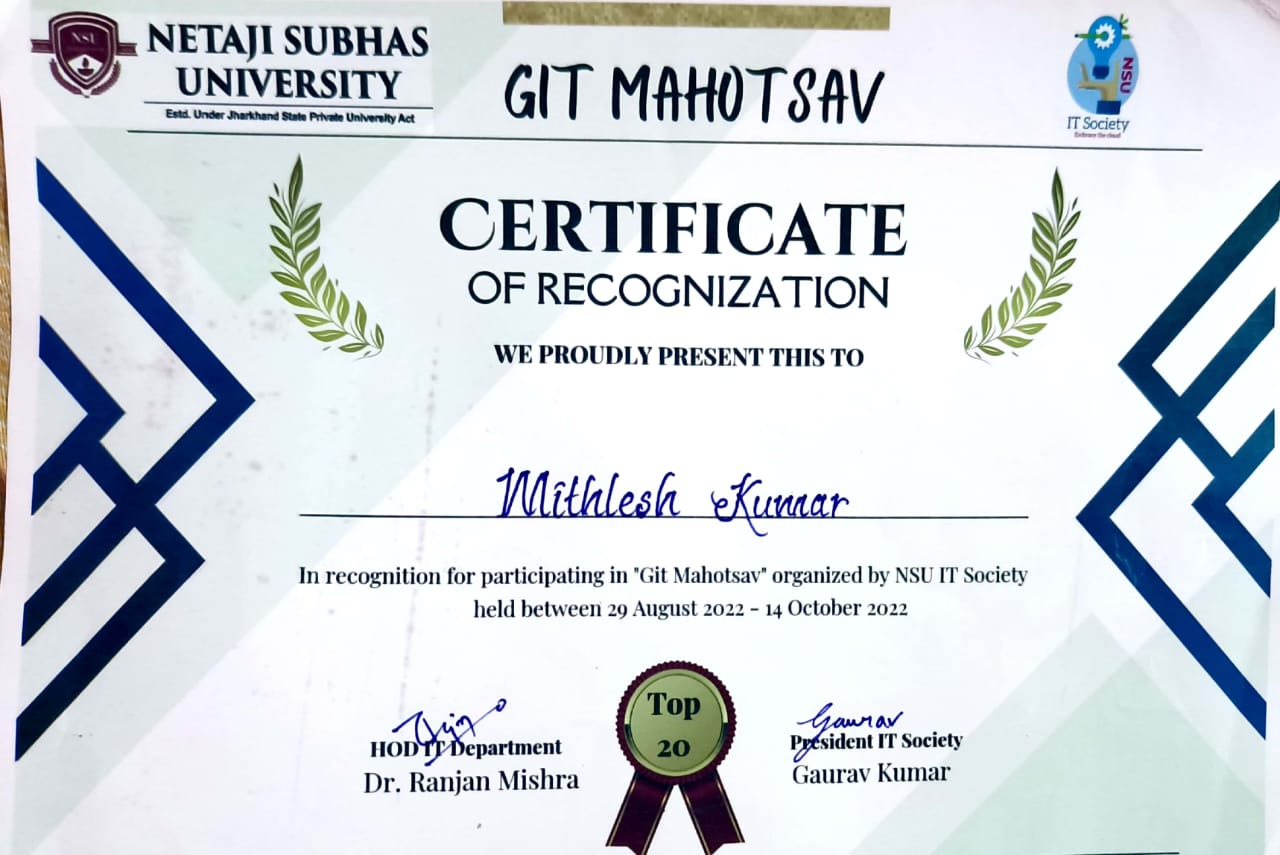 NSU
NETAJI SUBHAS
UNIVERSITY
Estd. Under Jharkhand State Private University Act
GIT MAHOTSAV
NSU
IT Society
Embrace the cloud
CERTIFICATE
OF RECOGNIZATION
WE PROUDLY PRESENT THIS TO
Mithlesh Kumar
In recognition for participating in "Git Mahotsav" organized by NSU IT Society
held between 29 August 2022 - 14 October 2022
HOD IT Department
Dr. Ranjan Mishra
Top
20
Gaurav
President IT Society
Gaurav Kumar